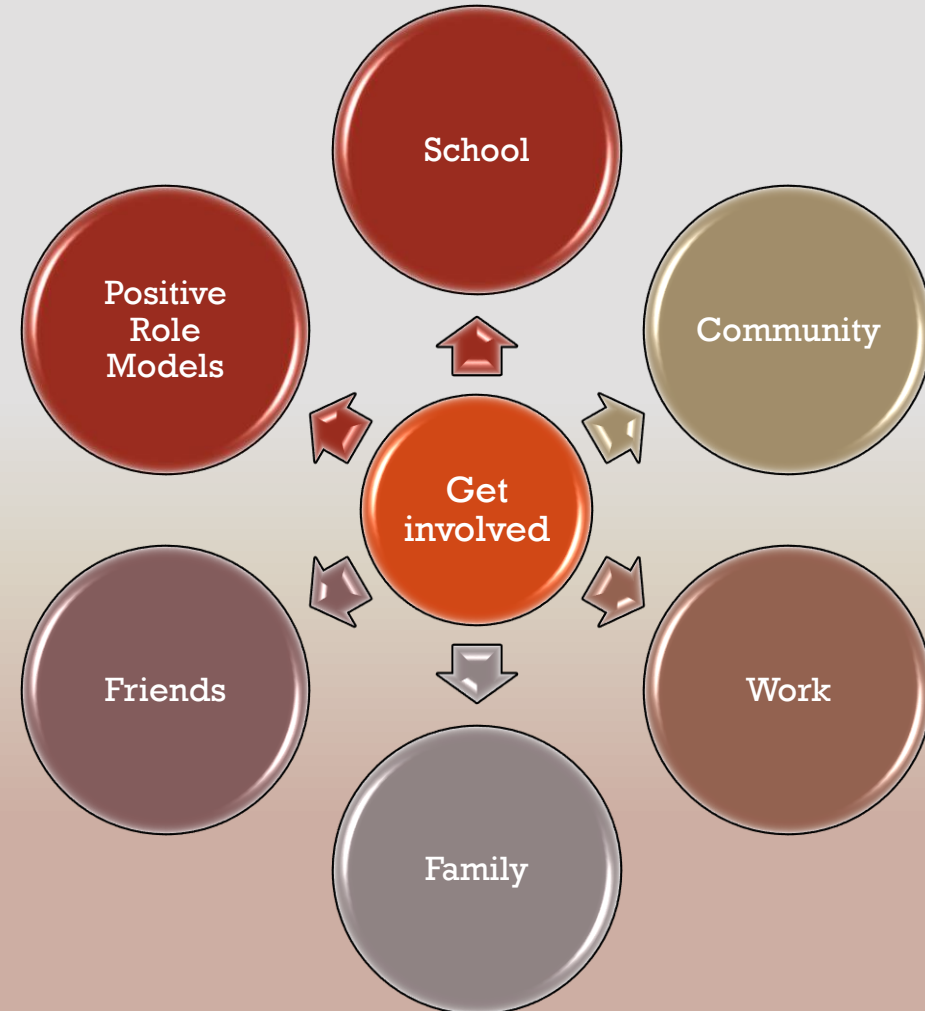 School
Positive
Role
Models
Community
Get
involved
Friends
Work
Family